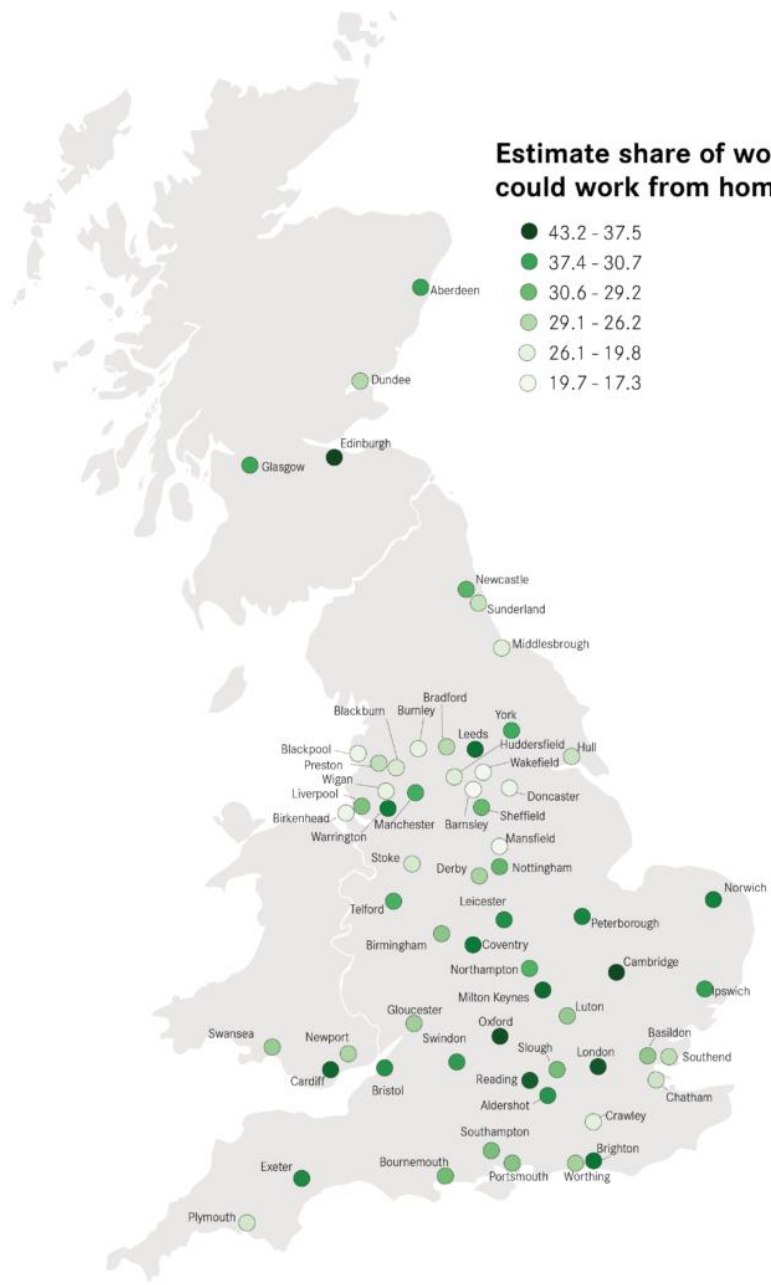 Estimate share of wo
could work from hom
43.2 - 37.5
37.4 - 30.7
30.6 - 29.2
29.1 - 26.2
26.1 - 19.8
19.7 - 17.3
Aberdeen
Dundee
Edinburgh
Glasgow
Newcastle
Sunderland
Middlesbrough
Bradford
Blackburn
Burnley
York
Leeds
Huddersfield
Hull
Blackpool
Preston
Wakefield
Wigan
Liverpool
Doncaster
Birkenhead
Warrington
Manchester
Barnsley
Sheffield
Mansfield
Stoke
Derby
Nottingham
Norwich
Telford
Leicester
Peterborough
Birmingham
Coventry
Northampton
Cambridge
Milton Keynes
Ipswich
Gloucester
Luton
Oxford
Basildon
Swansea
Newport
Swindon
Slough
London
Southend
Cardiff
Bristol
Reading
Aldershot
Chatham
Crawley
Southampton
Brighton
Exeter
Bournemouth
Portsmouth
Worthing
Plymouth